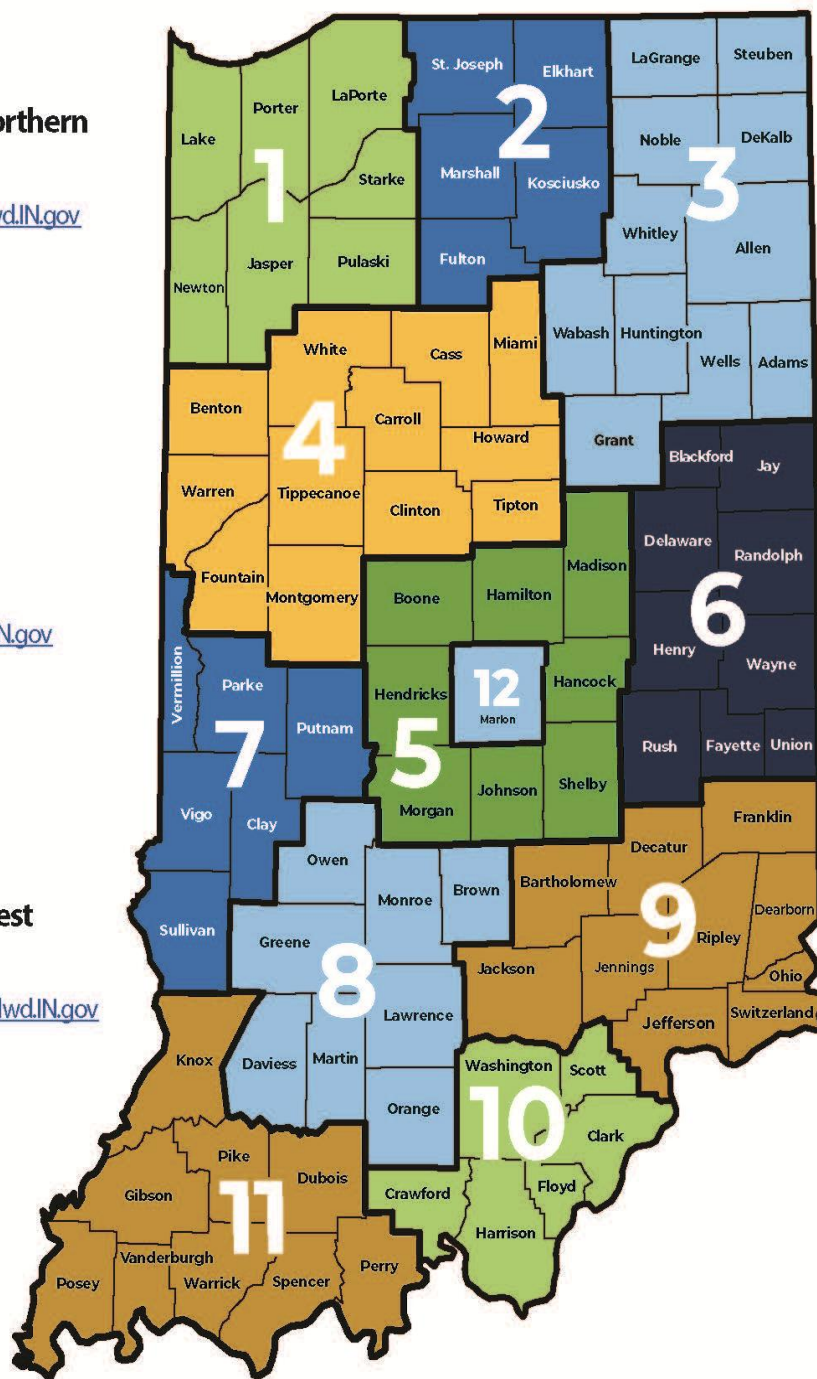 St. Joseph
Elkhart
LaGrange
Steuben
LaPorte
Porter
Lake
orthern
2
Noble
DeKalb
Marshall
Kosciusko
3
Starke
1
vd.IN.gov
Whitley
Allen
Fulton
Jasper
Pulaski
Newton
Wabash
Huntington
Wells
Adams
White
Cass
Miami
Benton
4
Carroll
Howard
Grant
Blackford
Jay
Warren
Tippecanoe
Clinton
Tipton
Delaware
Randolph
Madison
Fountain
Montgomery
Boone
Hamilton
6
N.gov
Henry
Wayne
Vermillion
Parke
Putnam
Hendricks
12
Marion
Hancock
7
5
Rush
Fayette
Union
Vigo
Clay
Morgan
Johnson
Shelby
Franklin
Owen
Decatur
Monroe
Brown
Bartholomew
est
Dearborn
Sullivan
Greene
9
Ripley
8
Jackson
Jennings
Ohio
lwd.IN.gov
Lawrence
Jefferson
Switzerland
Knox
Daviess
Martin
Washington
Scott
Orange
10
Clark
Pike
Dubois
Crawford
Floyd
Gibson
11
Harrison
Posey
Vanderburgh
Warrick
Spencer
Perry